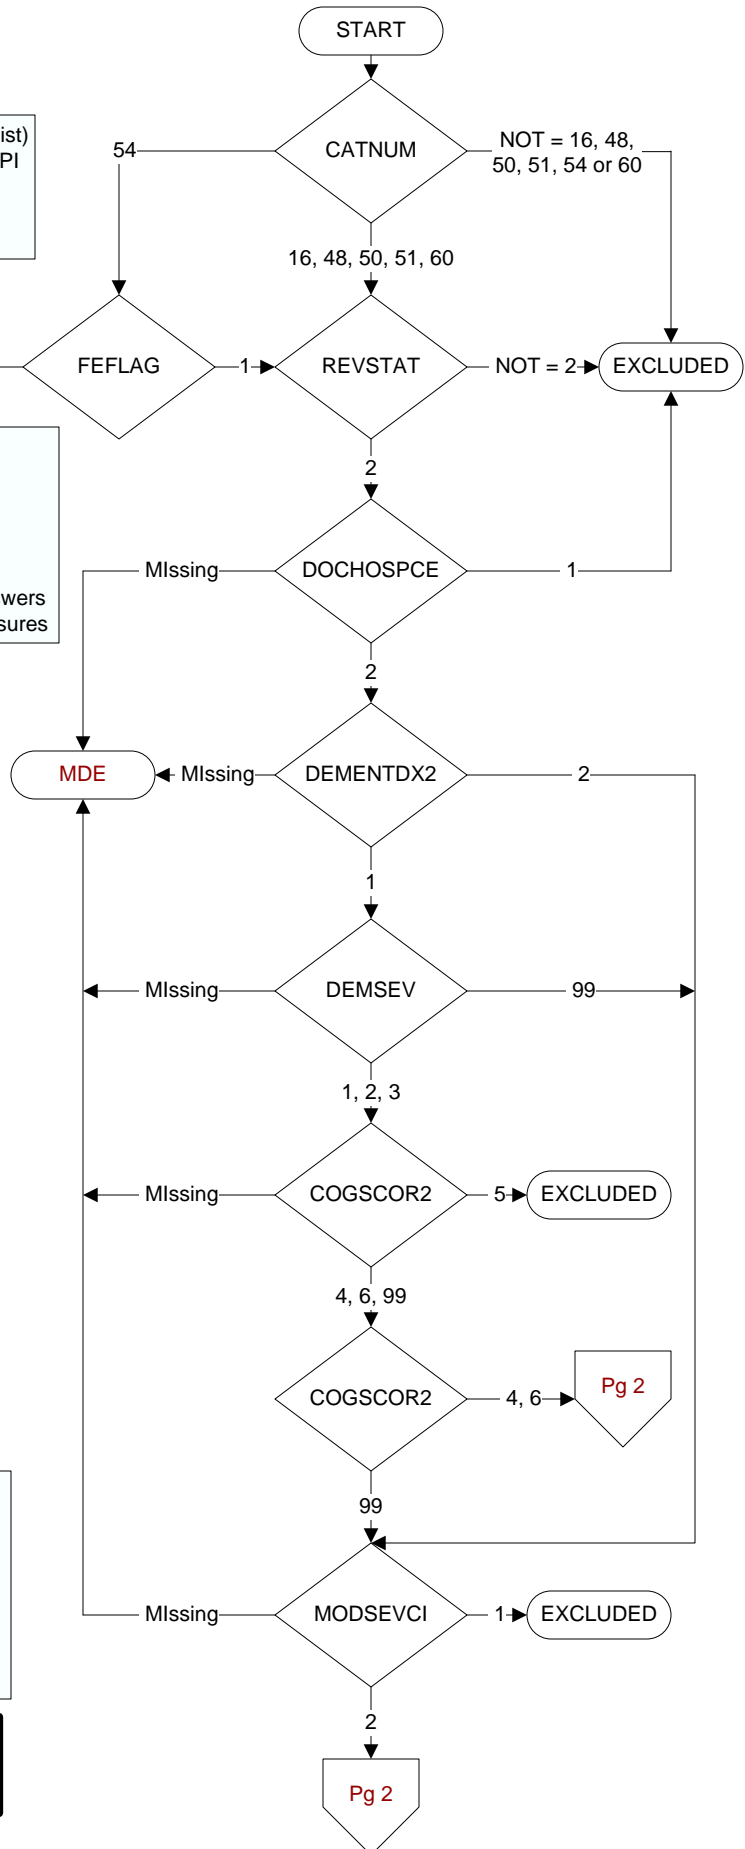 START
ist)
PI
CATNUM
54
NOT = 16, 48,
50, 51, 54 or 60
16, 48, 50, 51, 60
FEFLAG
1
REVSTAT
NOT = 2
EXCLUDED
2
wers
sures
MIssing
DOCHOSPCE
1
2
MDE
MIssing
DEMENTDX2
2
1
MIssing
DEMSEV
99
1, 2, 3
MIssing
COGSCOR2
5
EXCLUDED
4, 6, 99
COGSCOR2
4, 6
Pg 2
99
MIssing
MODSEVCI
1
EXCLUDED
2
Pg 2